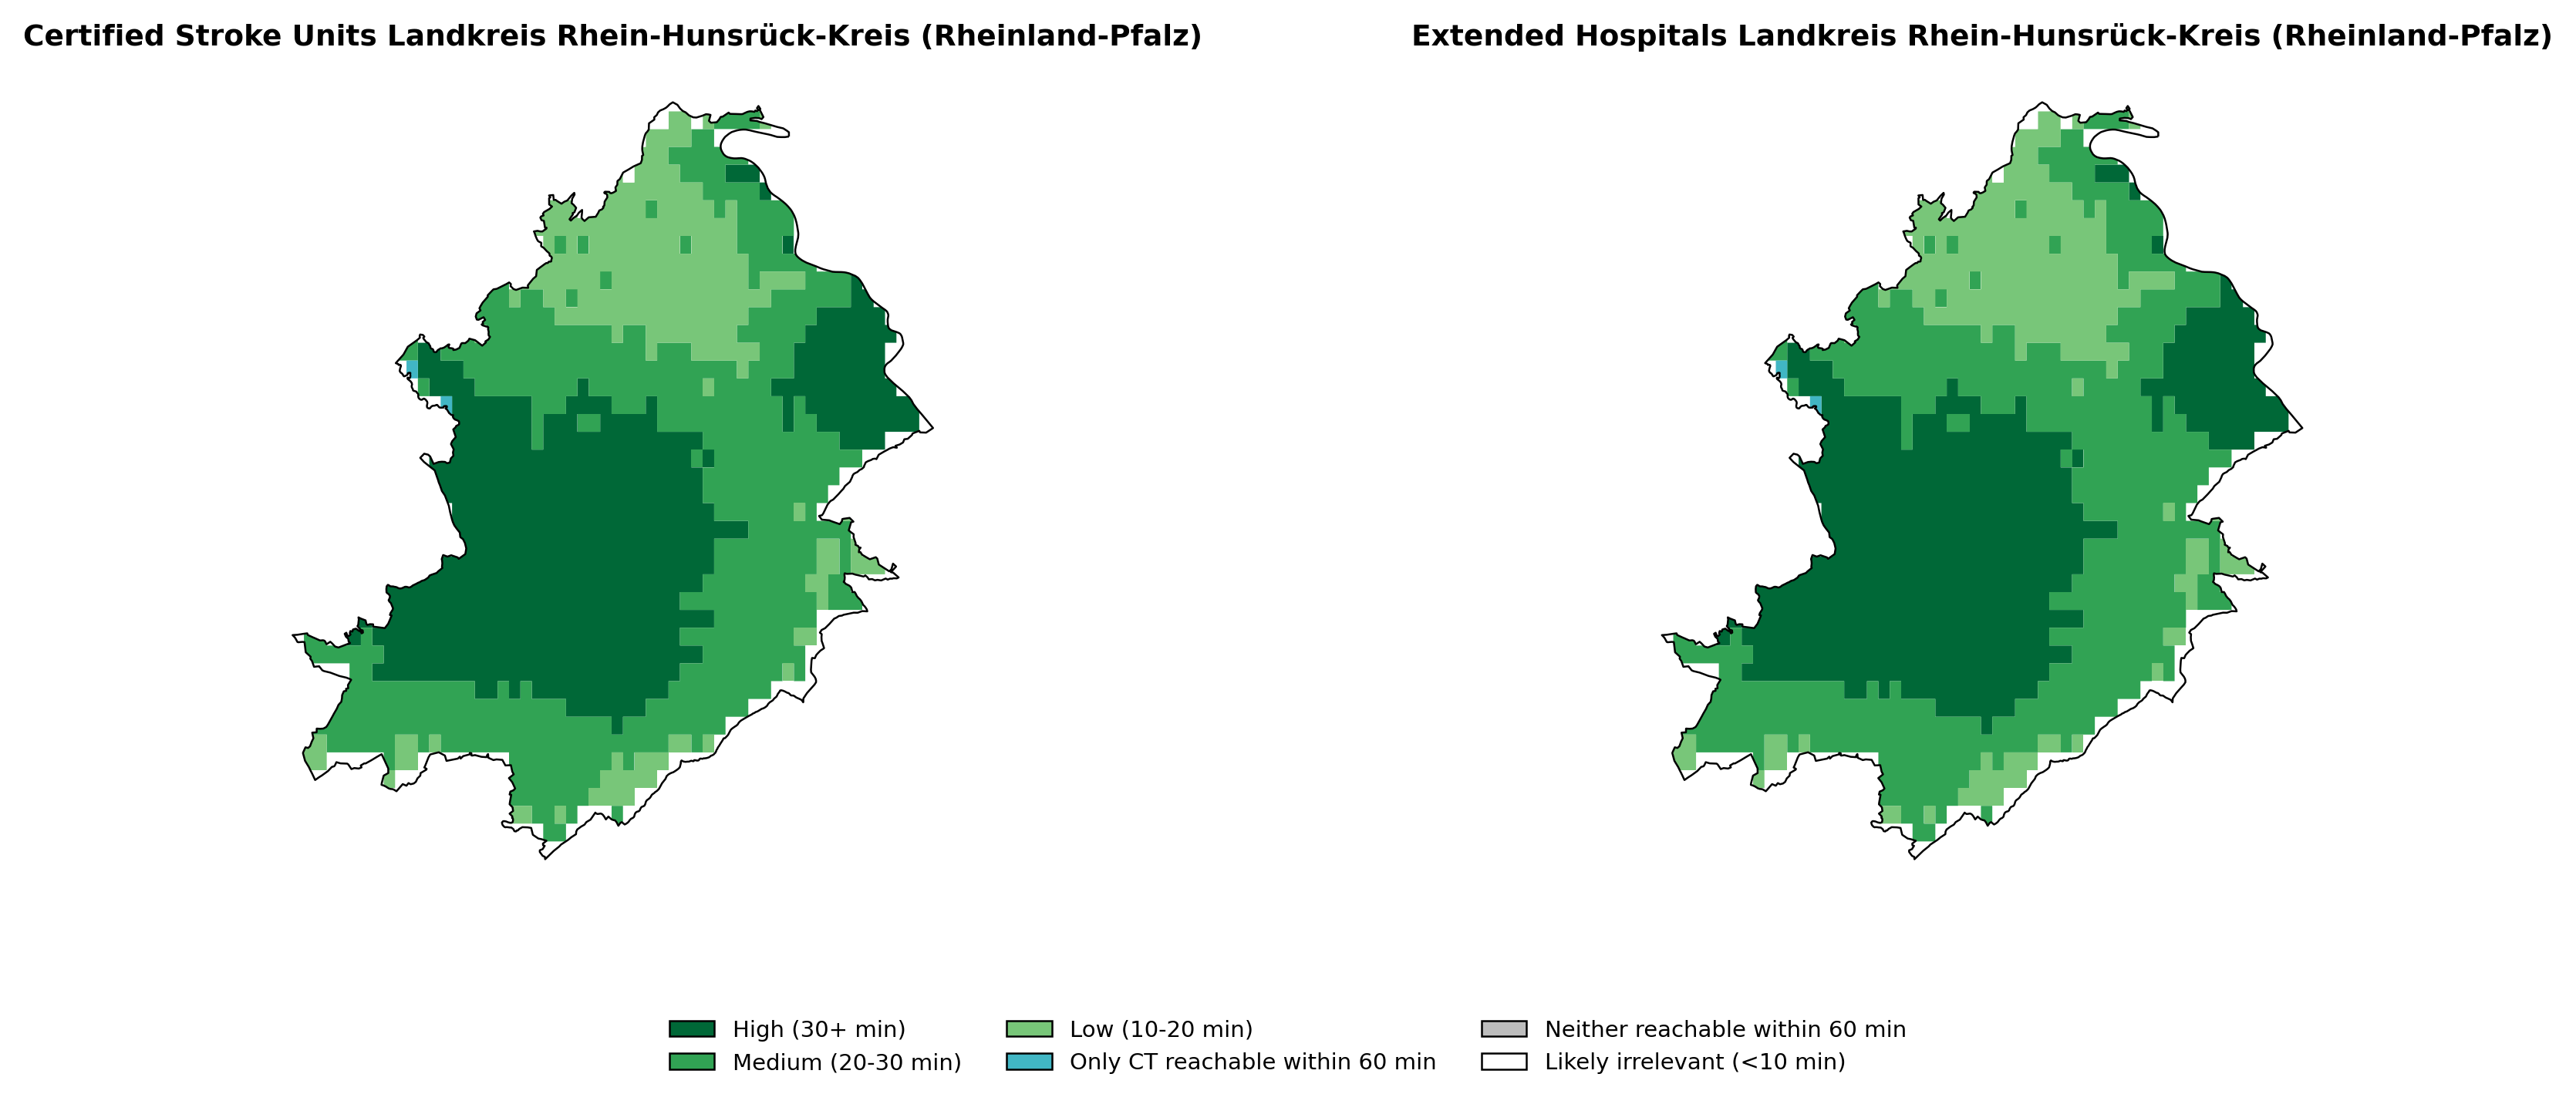 Certified Stroke Units Landkreis Rhein-Hunsrück-Kreis (Rheinland-Pfalz)
Extended Hospitals Landkreis Rhein-Hunsrück-Kreis (Rheinland-Pfalz)
High (30+ min)
Medium (20-30 min)
Low (10-20 min)
Only CT reachable within 60 min
Neither reachable within 60 min
Likely irrelevant (<10 min)